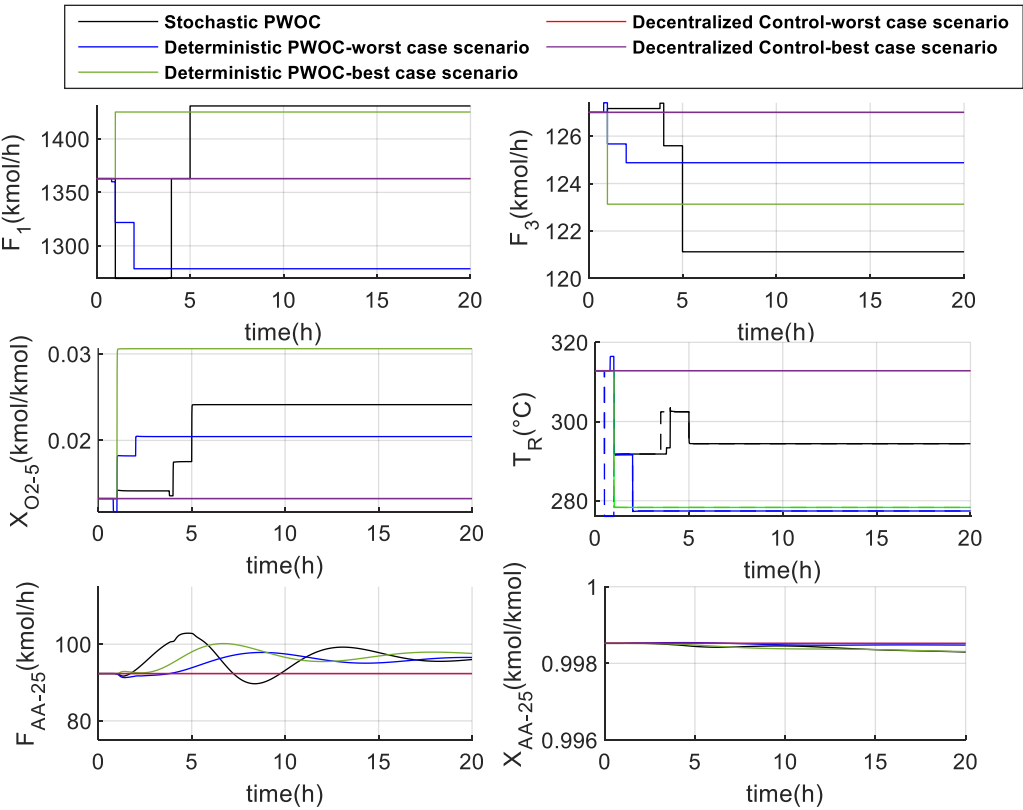 Stochastic PWOC
Deterministic PWOC-worst case scenario
Deterministic PWOC-best case scenario
Decentralized Control-worst case scenario
Decentralized Control-best case scenario
F1(kmol/h)
1400
1350
1300
0 5 10 15 20
time(h)
F3(kmol/h)
126
124
122
120
0 5 10 15 20
time(h)
XO2-5(kmol/kmol)
0.03
0.02
0 5 10 15 20
time(h)
TR(°C)
320
300
280
0 5 10 15 20
time(h)
FAA-25(kmol/h)
100
80
0 5 10 15 20
time(h)
XAA-25(kmol/kmol)
1
0.998
0.996
0 5 10 15 20
time(h)